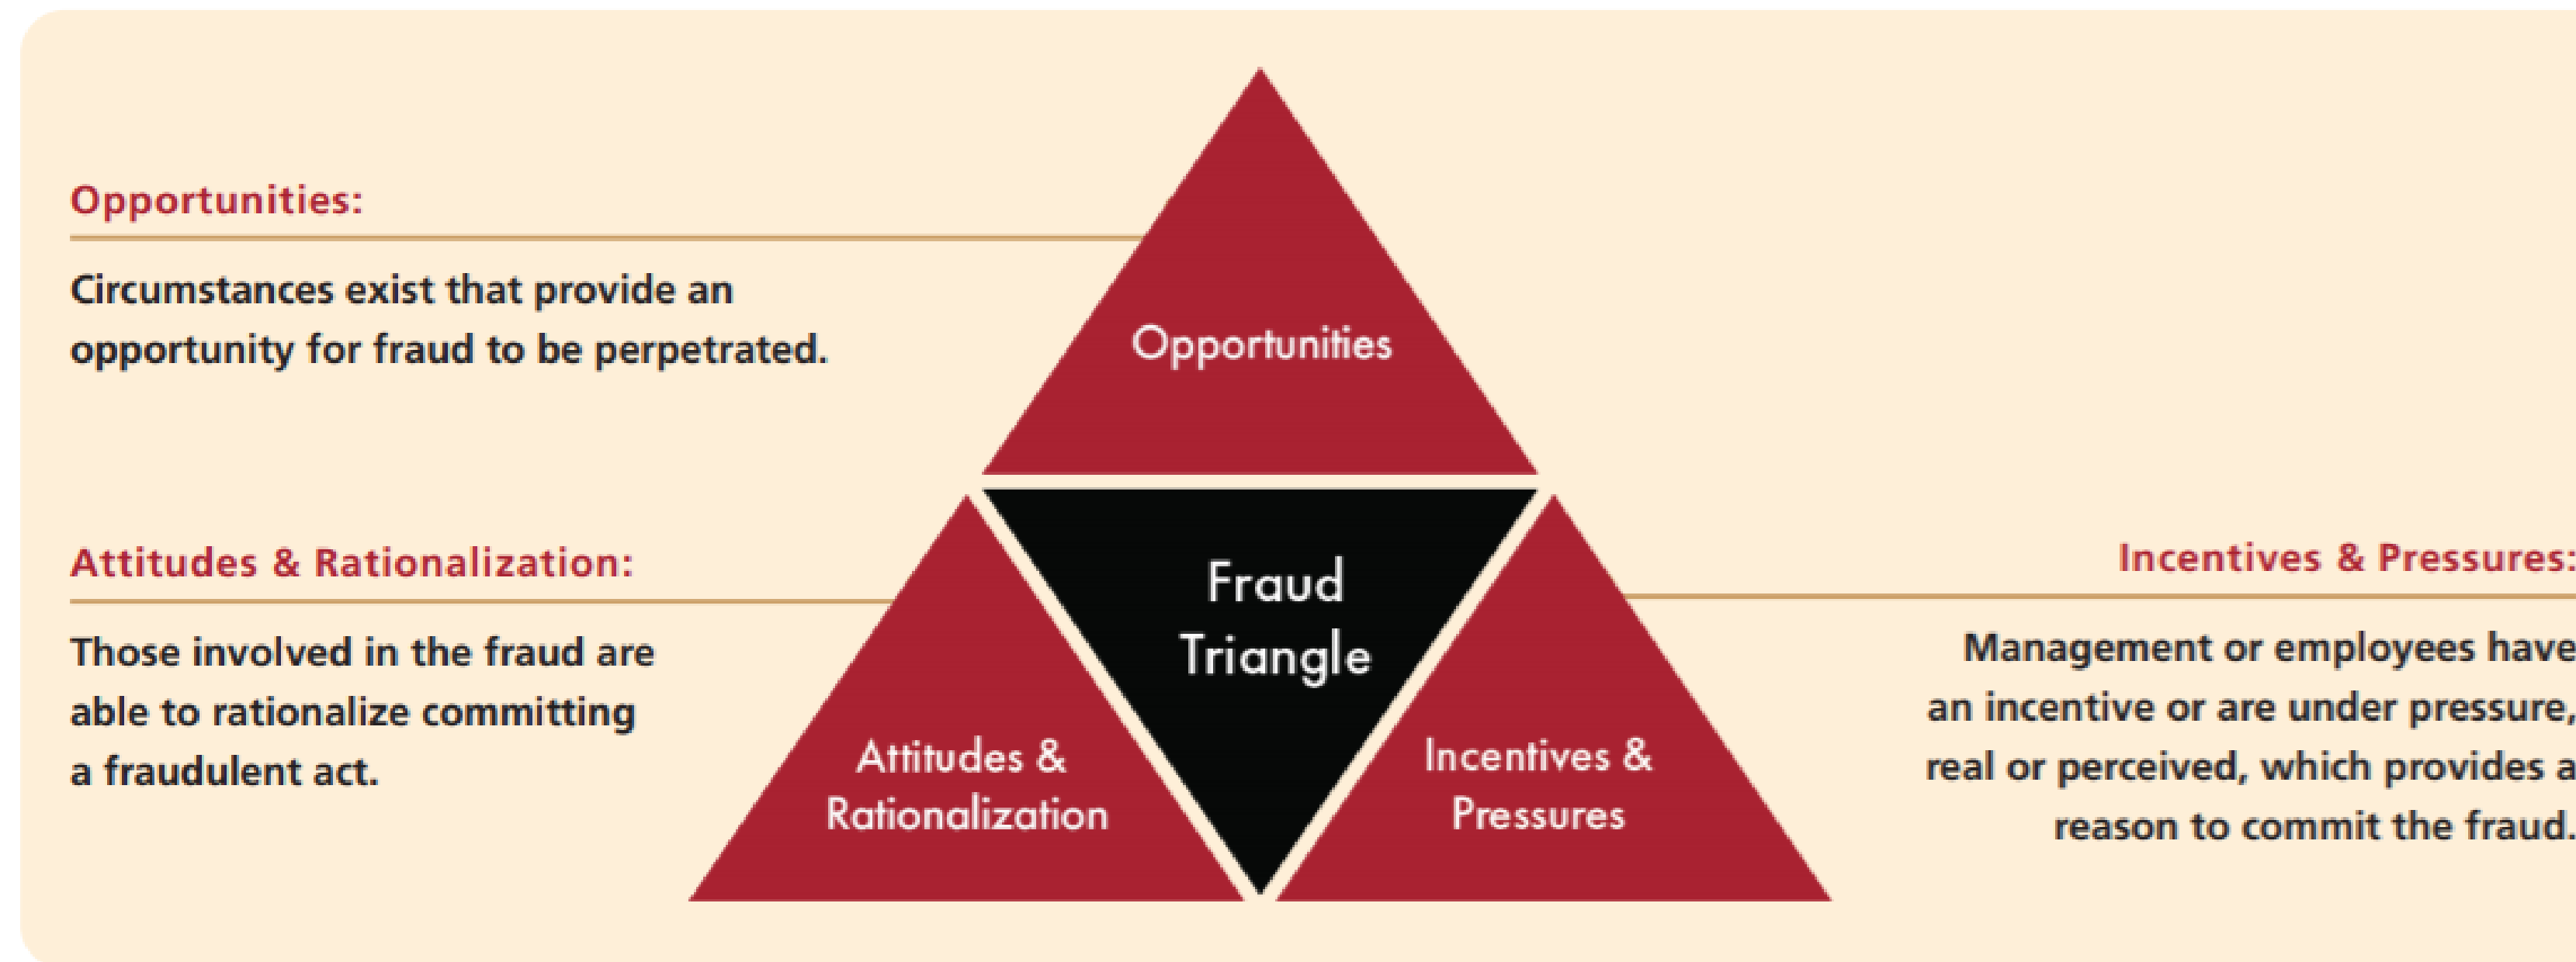 Opportunities:
Circumstances exist that provide an
opportunity for fraud to be perpetrated.
Opportunities
Attitudes & Rationalization:
Those involved in the fraud are
able to rationalize committing
a fraudulent act.
Fraud
Triangle
Attitudes &
Rationalization
Incentives &
Pressures
Incentives & Pressures:
Management or employees have
an incentive or are under pressure,
real or perceived, which provides a
reason to commit the fraud.